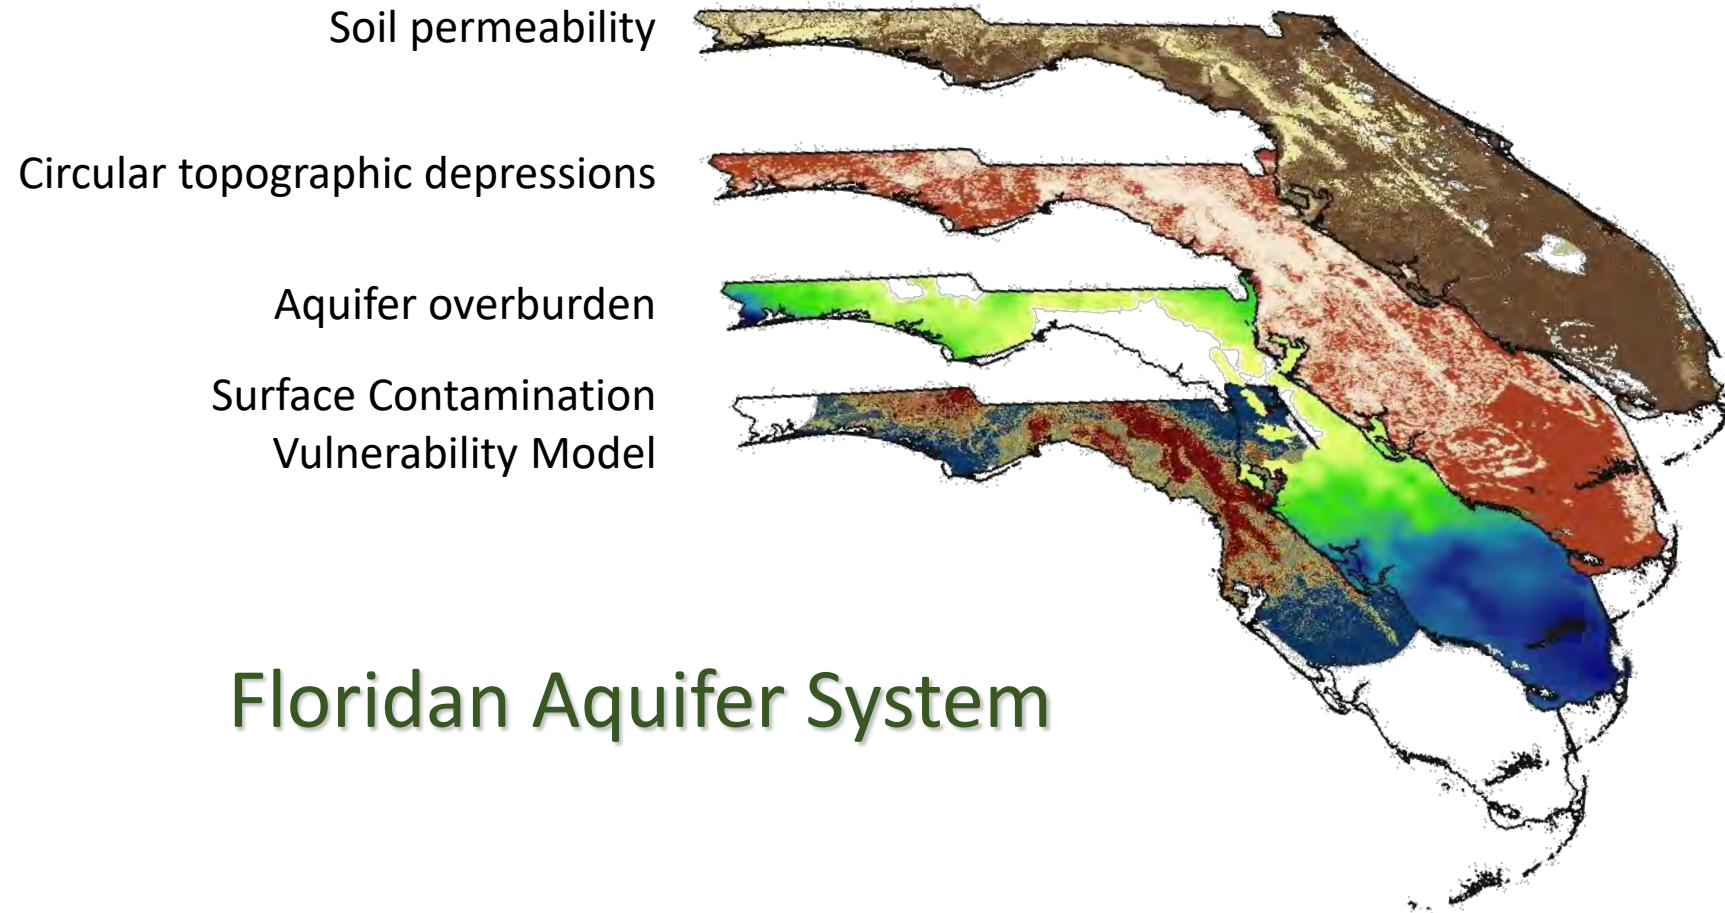 Soil permeability
Circular topographic depressions
Aquifer overburden
Surface Contamination
Vulnerability Model
Floridan Aquifer System